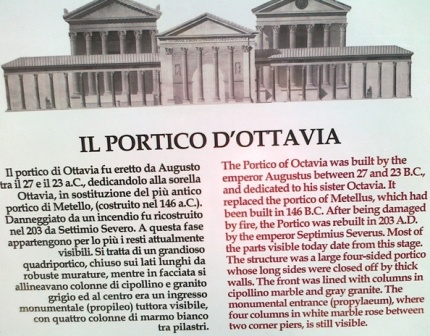 IL PORTICO D'OTTAVIA
Il portico di Ottavia fu eretto da Augusto
tra il 27 e il 23 a.C., dedicandolo alla sorella
Ottavia, in sostituzione del più antico
portico di Metello, (costruito nel 146 a.C.).
Danneggiato da un incendio fu ricostruito
nel 203 da Settimio Severo. A questa fase
appartengono per lo più i resti attualmente
visibili. Si tratta di un grandioso
quadriportico, chiuso sui lati lunghi da
robuste murature, mentre in facciata si
allineavano colonne di cipollino e granito
grigio ed al centro era un ingresso
monumentale (propileo) tuttora visibile,
con quattro colonne di marmo bianco
tra pilastri.
The Portico of Octavia was built by the
emperor Augustus between 27 and 23 B.C.,
and dedicated to his sister Octavia. It
replaced the portico of Metellus, which had
been built in 146 B.C. After being damaged
by fire, the Portico was rebuilt in 203 A.D.
by the emperor Septimius Severus. Most of
the parts visible today date from this stage.
The structure was a large four-sided portico
whose long sides were closed off by thick
walls. The front was lined with columns in
cipollino marble and gray granite. The
monumental entrance (propylaeum), where
four columns in white marble rose between
two corner piers, is still visible.